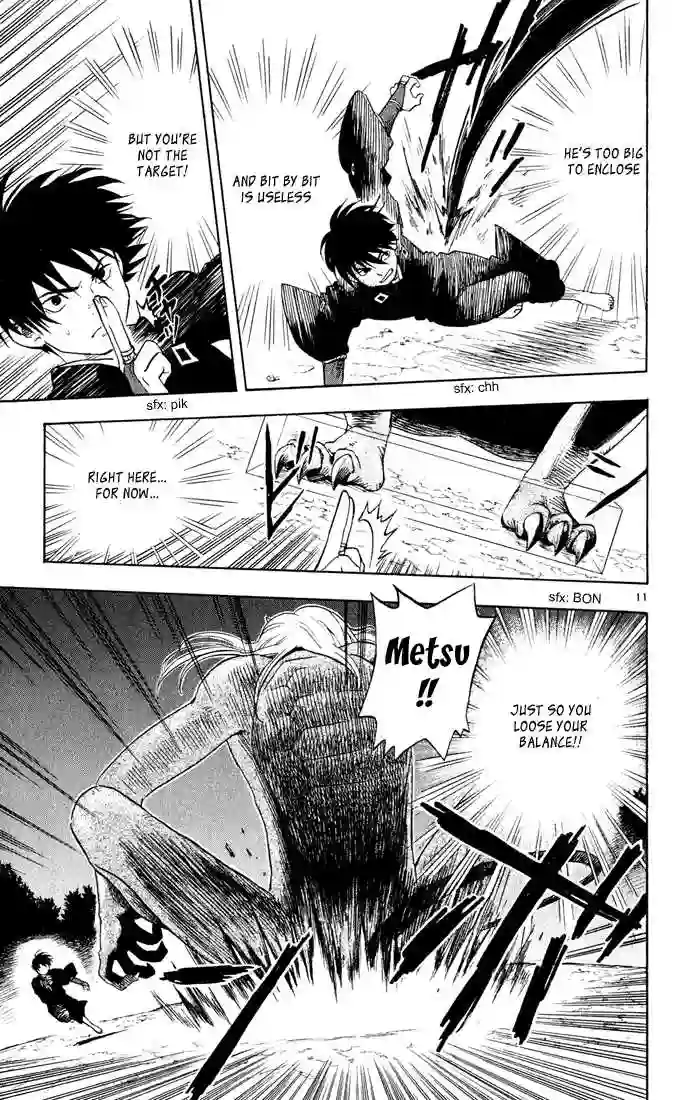 HE'S TOO BIG
TO ENCLOSE
AND BIT BY BIT
IS USELESS
sfx: chh
BUT YOU'RE
NOT THE
TARGET!
sfx: pik
RIGHT HERE...
FOR NOW...
sfx: BON
11
JUST SO YOU
LOOSE YOUR
BALANCE!!
Metsu
!!